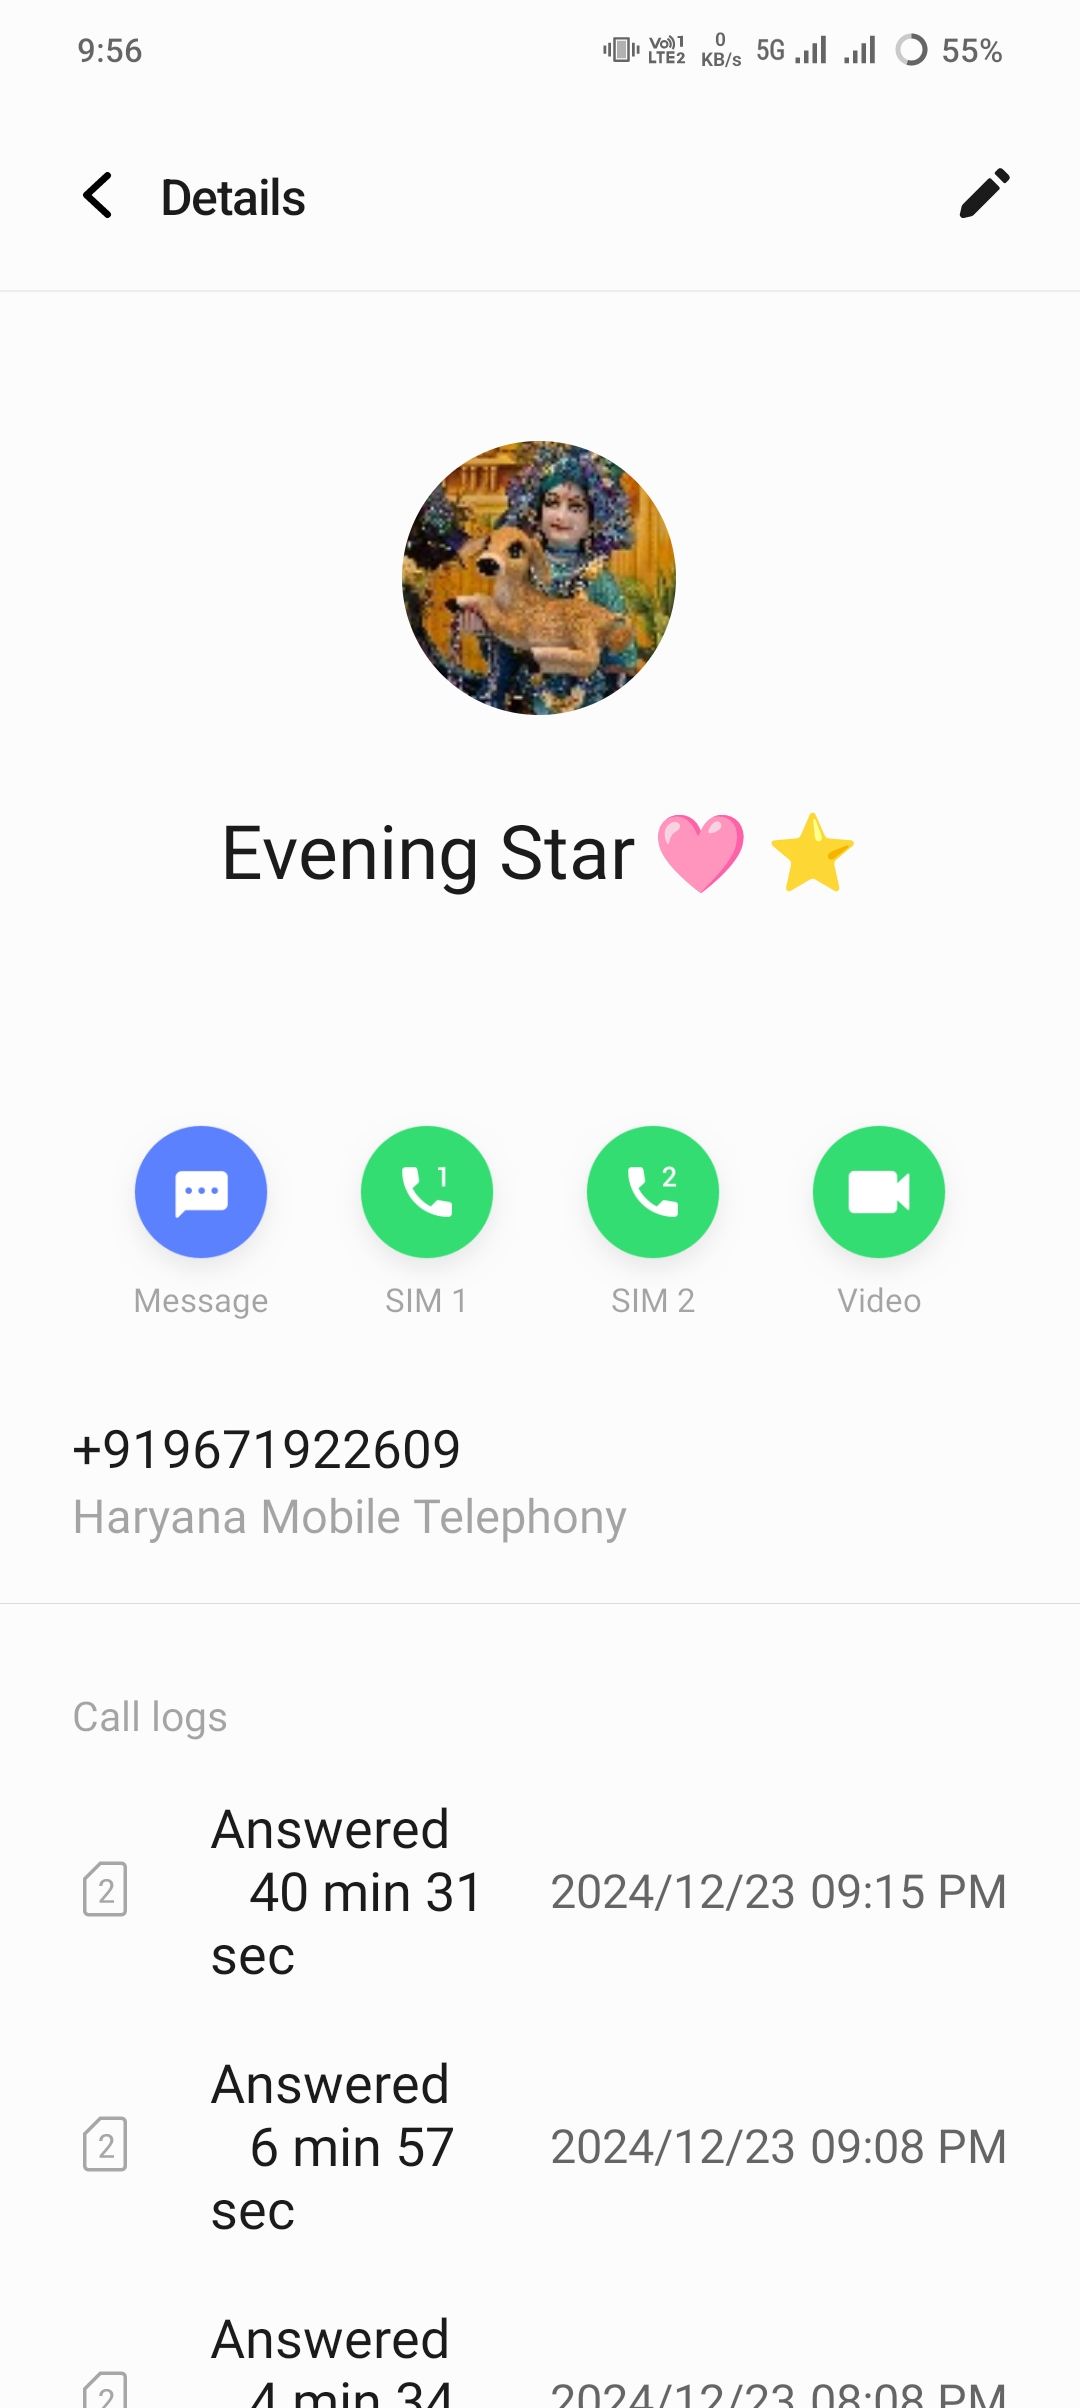 9:56
Vo))1
LTE2
0
KB/s
5G
55%
Details
Evening Star 🩷 ⭐
1
2
Message
SIM 1
SIM 2
Video
+919671922609
Haryana Mobile Telephony
Call logs
Answered
2
40 min 31
2024/12/23 09:15 PM
sec
Answered
2
6 min 57
2024/12/23 09:08 PM
sec
Answered
2
4 min 34
2024/12/23 08:08 PM